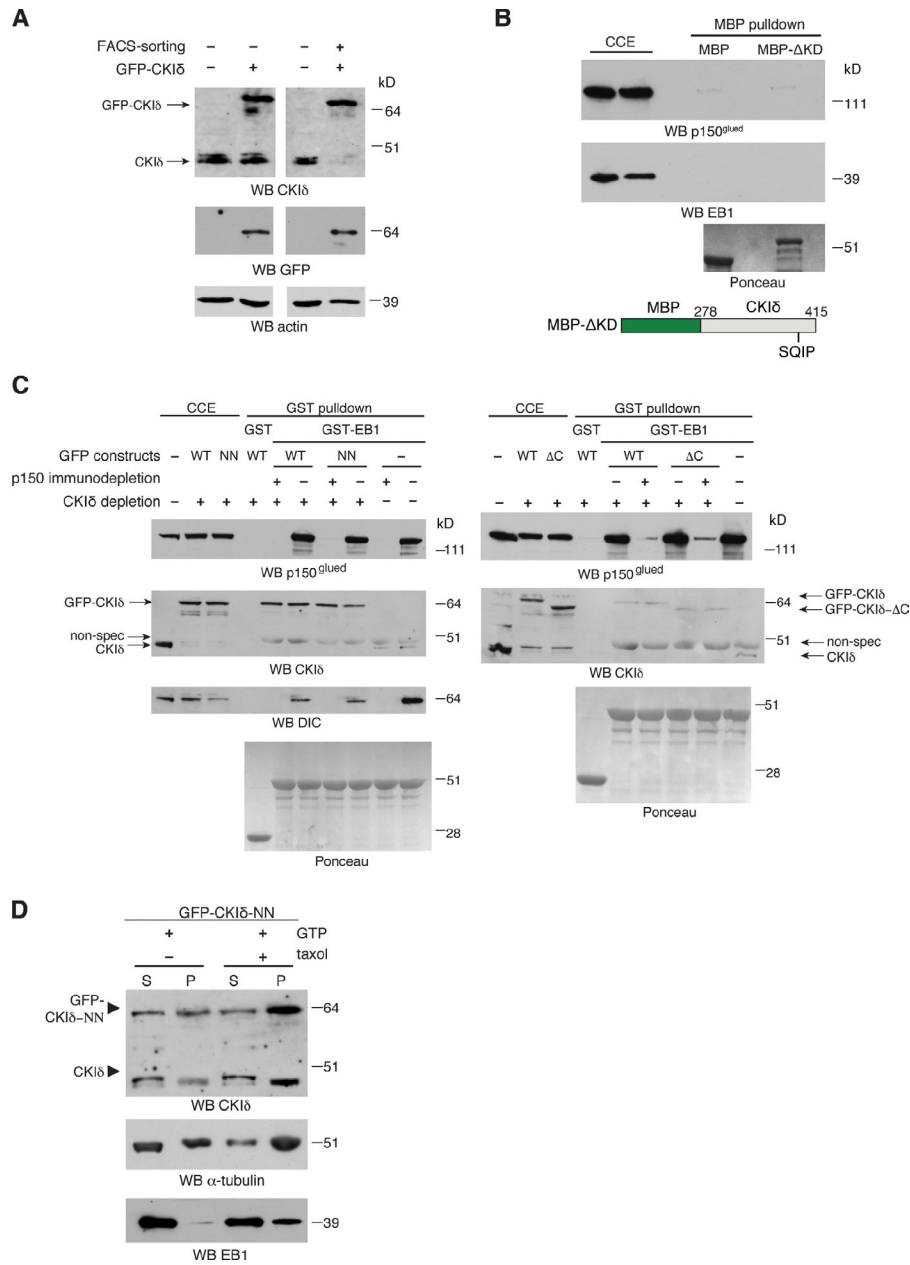 A
FACS-sorting – – – +
GFP-CKIδ – + – +
kD
GFP-CKIδ
–64
–51
CKIδ
WB CKIδ
–64
WB GFP
–39
WB actin
B
MBP pulldown
CCE MBP MBP-ΔKD
kD
–111
WB p150glued
–39
WB EB1
–51
Ponceau
MBP 278 CKIδ 415
MBP-ΔKD
SQIP
C
CCE GST pulldown
GST GST-EB1
GFP constructs – WT NN WT WT NN –
p150 immunodepletion + – + – + –
CKIδ depletion – + + + + + + + – –
kD
–111
WB p150glued
GFP-CKIδ
–64
non-spec
–51
CKIδ
WB CKIδ
–64
WB DIC
–51
–28
Ponceau
CCE GST pulldown
GST GST-EB1
– WT ΔC WT WT ΔC –
– + – +
– + + + + + + + –
kD
–111
WB p150glued
GFP-CKIδ
–64
GFP-CKIδ–ΔC
–51
non-spec
CKIδ
WB CKIδ
–51
–28
Ponceau
D
GFP-CKIδ-NN
+ + GTP
– + taxol
S P S P
GFP-
CKIδ–NN
–64
–51
CKIδ
WB CKIδ
–51
WB α-tubulin
–39
WB EB1